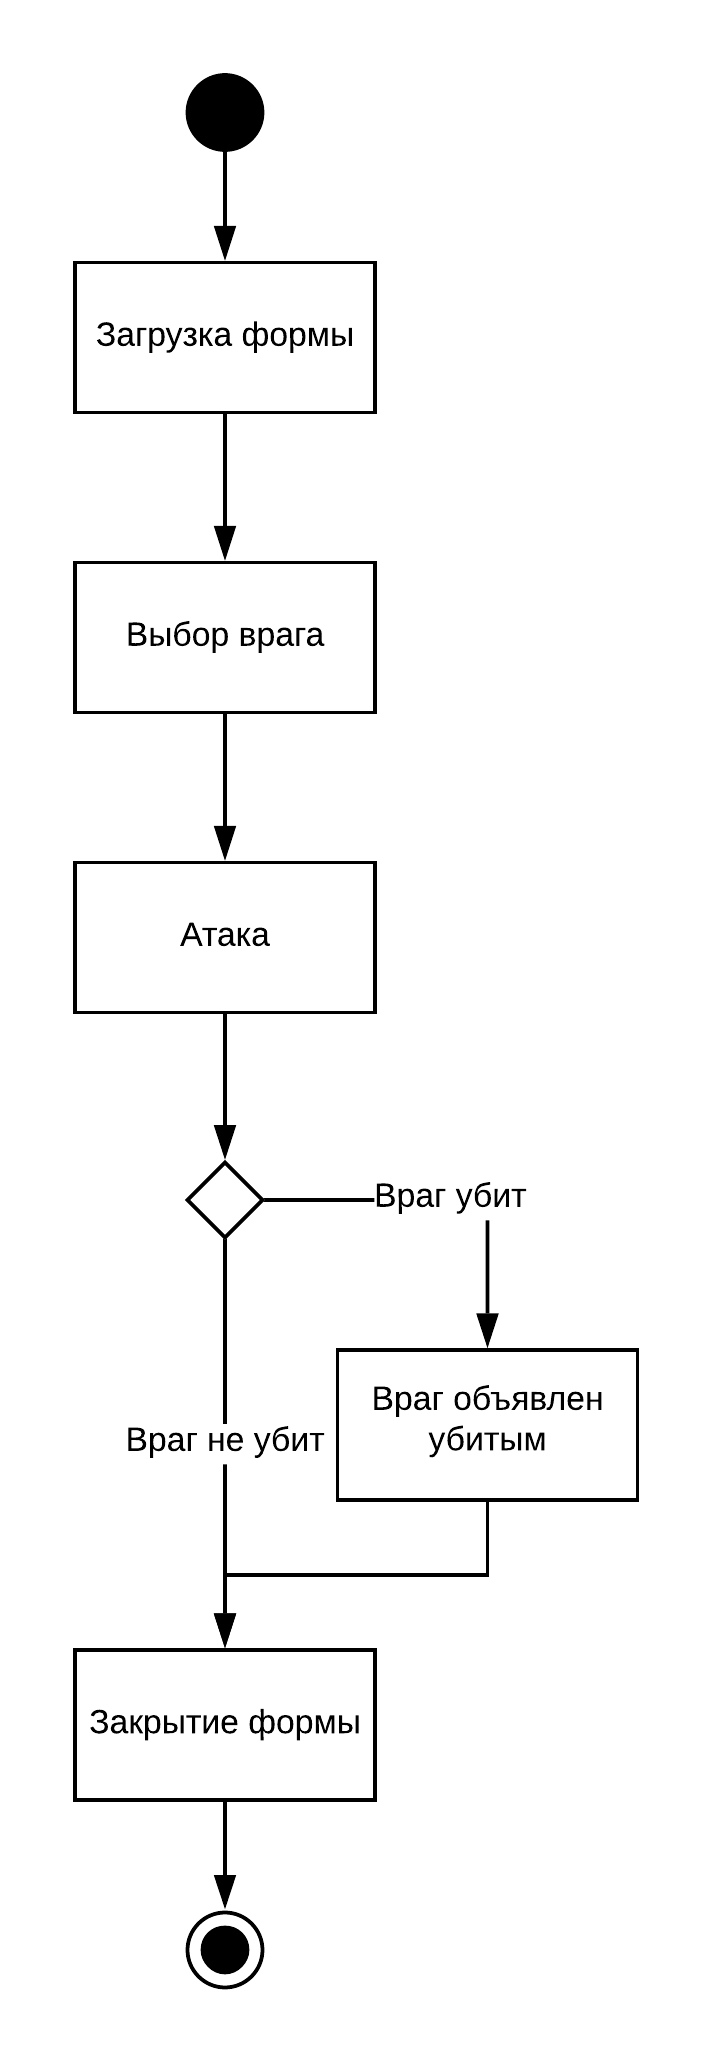 Загрузка формы
Выбор врага
Атака
Враг убит
Враг объявлен
убитым
Враг не убит
Закрытие формы